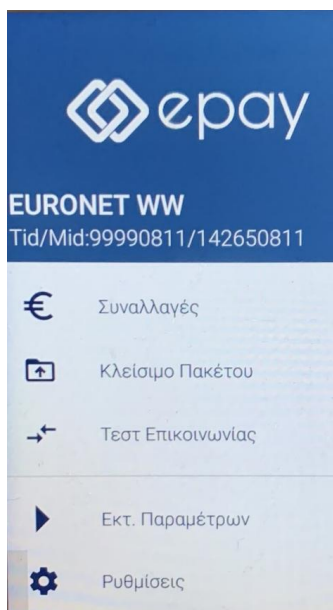 epay
EURONET WW
Tid/Mid:99990811/142650811
Συναλλαγές
Κλείσιμο Πακέτου
Τεστ Επικοινωνίας
Εκτ. Παραμέτρων
Ρυθμίσεις